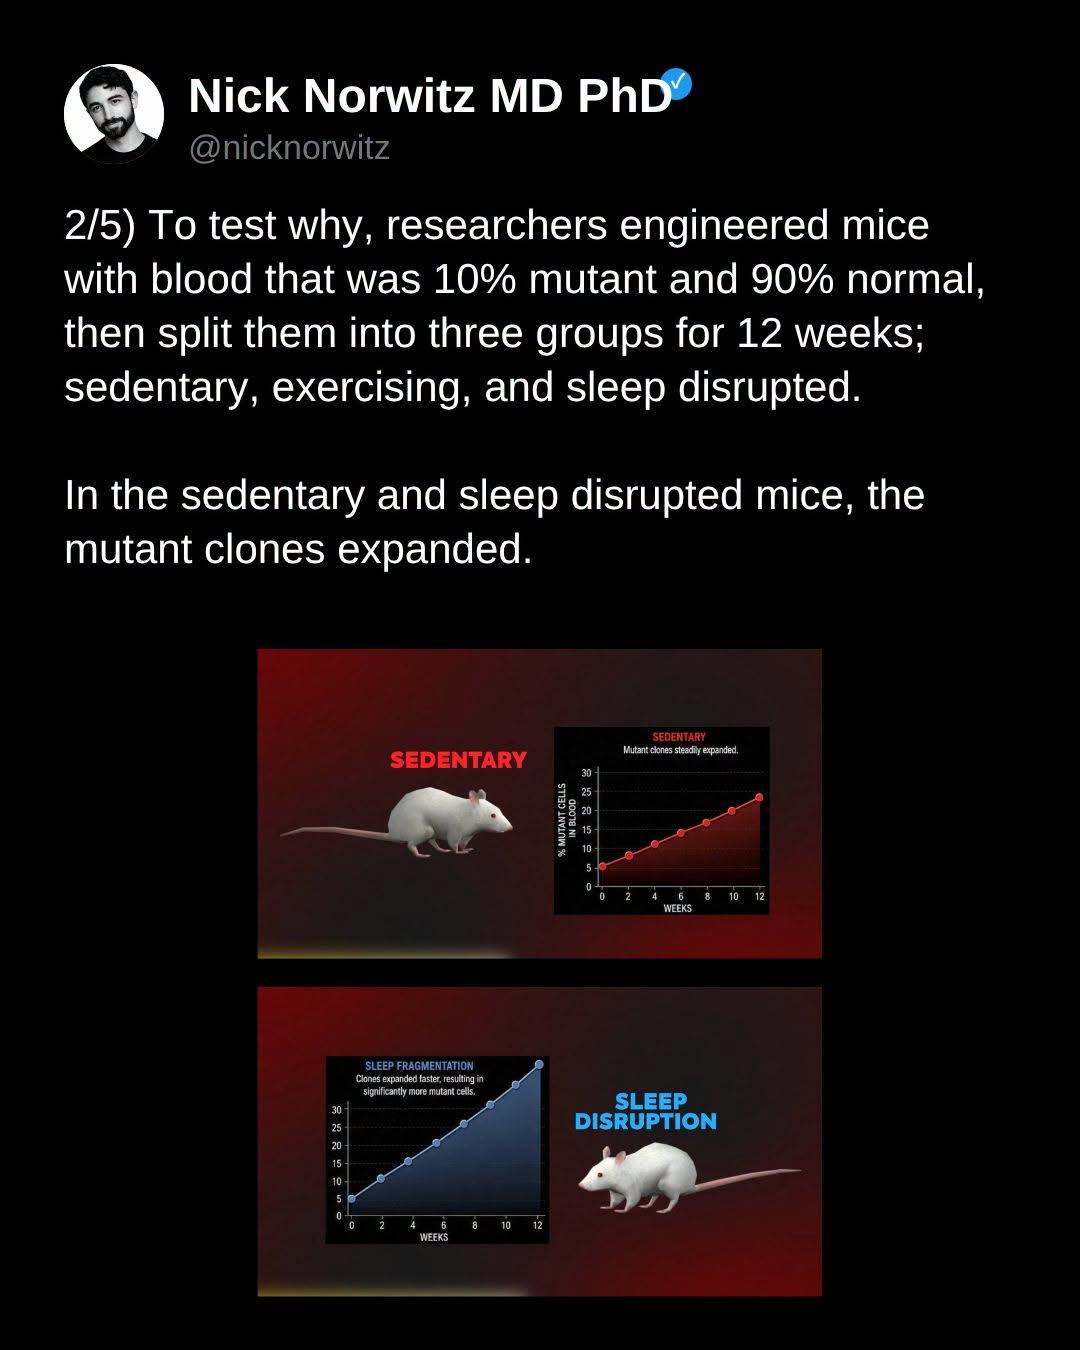 Nick Norwitz MD PhD
@nicknorwitz
2/5) To test why, researchers engineered mice
with blood that was 10% mutant and 90% normal,
then split them into three groups for 12 weeks;
sedentary, exercising, and sleep disrupted.
In the sedentary and sleep disrupted mice, the
mutant clones expanded.
SEDENTARY
SEDENTARY
Mutant clones steadily expanded.
% MUTANT CELLS
IN BLOOD
30
25
20
15
10
5
0
0 2 4 6 8 10 12
WEEKS
SLEEP FRAGMENTATION
Clones expanded faster, resulting in
significantly more mutant cells.
30
25
20
15
10
5
0
0 2 4 6 8 10 12
WEEKS
SLEEP
DISRUPTION